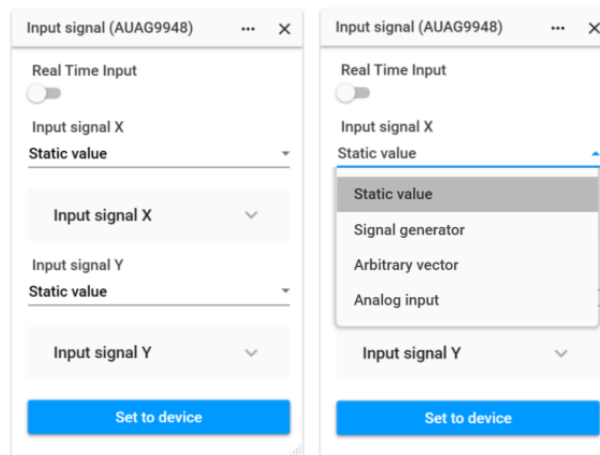 Input signal (AUAG9948)
Real Time Input
Input signal X
Static value
Input signal X
Input signal Y
Static value
Input signal Y
Set to device
Input signal (AUAG9948)
Real Time Input
Input signal X
Static value
Static value
Signal generator
Arbitrary vector
Analog input
Input signal Y
Set to device